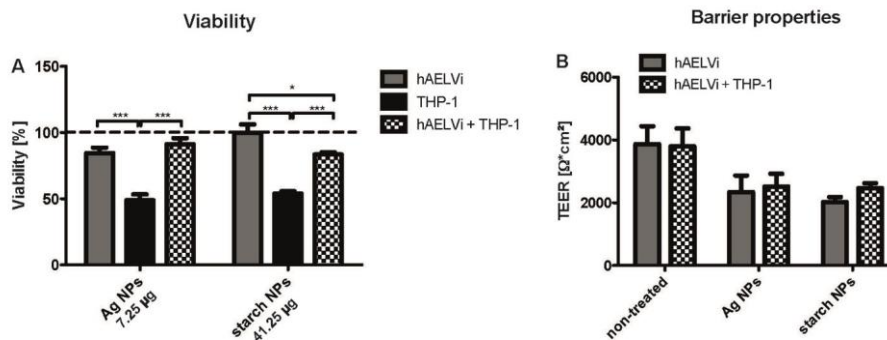 Viability
A
Viability [%]
150
100
50
0
***
***
*
***
***
Ag NPs
7.25 µg
starch NPs
41.25 µg
hAELVi
THP-1
hAELVi + THP-1
Barrier properties
B
TEER [Ω*cm²]
6000
4000
2000
0
non-treated
Ag NPs
starch NPs
hAELVi
hAELVi + THP-1